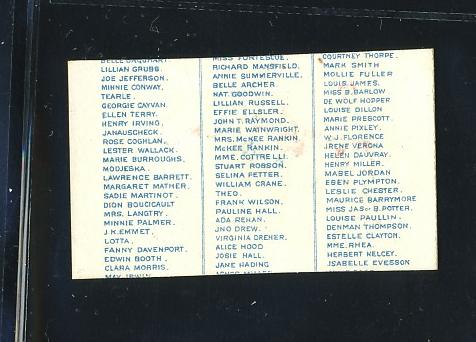 BELLE URQUHART.
LILLIAN GRUBB.
JOE JEFFERSON.
MINNIE CONWAY.
TEARLE.
GEORGIE CAYVAN.
ELLEN TERRY.
HENRY IRVING.
JANAUSCHECK.
ROSE COGHLAN.
LESTER WALLACK.
MARIE BURROUGHS.
MODJESKA.
LAWRENCE BARRETT.
MARGARET MATHER.
SADIE MARTINOT.
DION BOUCICAULT
MRS. LANGTRY.
MINNIE PALMER.
J.K.EMMET.
LOTTA.
FANNY DAVENPORT.
EDWIN BOOTH.
CLARA MORRIS.
MAY IRWIN
MISS FORTESCUE.
RICHARD MANSFIELD.
ANNIE SUMMERVILLE.
BELLE ARCHER.
NAT. GOODWIN.
LILLIAN RUSSELL.
EFFIE ELLSLER.
JOHN T. RAYMOND.
MARIE WAINWRIGHT.
MRS. McKEE RANKIN
McKEE RANKIN.
MME. COTTRELLI.
STUART ROBSON.
SELINA FETTER.
WILLIAM CRANE.
THEO.
FRANK WILSON.
PAULINE HALL.
ADA REHAN.
JNO DREW.
VIRGINIA DREHER.
ALICE HOOD
JOSIE HALL.
JANE HADING
COURTNEY THORPE.
MARK SMITH
MOLLIE FULLER
LOUIS JAMES.
MISS B. BARLOW
DE WOLF HOPPER
LOUISE DILLON
MARIE PRESCOTT.
ANNIE PIXLEY.
W.J. FLORENCE
IRENE VERONA
HELEN DAUVRAY.
HENRY MILLER.
MABEL JORDAN
EBEN PLYMPTON.
LESLIE CHESTER.
MAURICE BARRYMORE
MISS JAS. B. POTTER.
LOUISE PAULLIN.
DENMAN THOMPSON.
ESTELLE CLAYTON.
MME. RHEA.
HERBERT KELCEY.
ISABELLE EVESSON